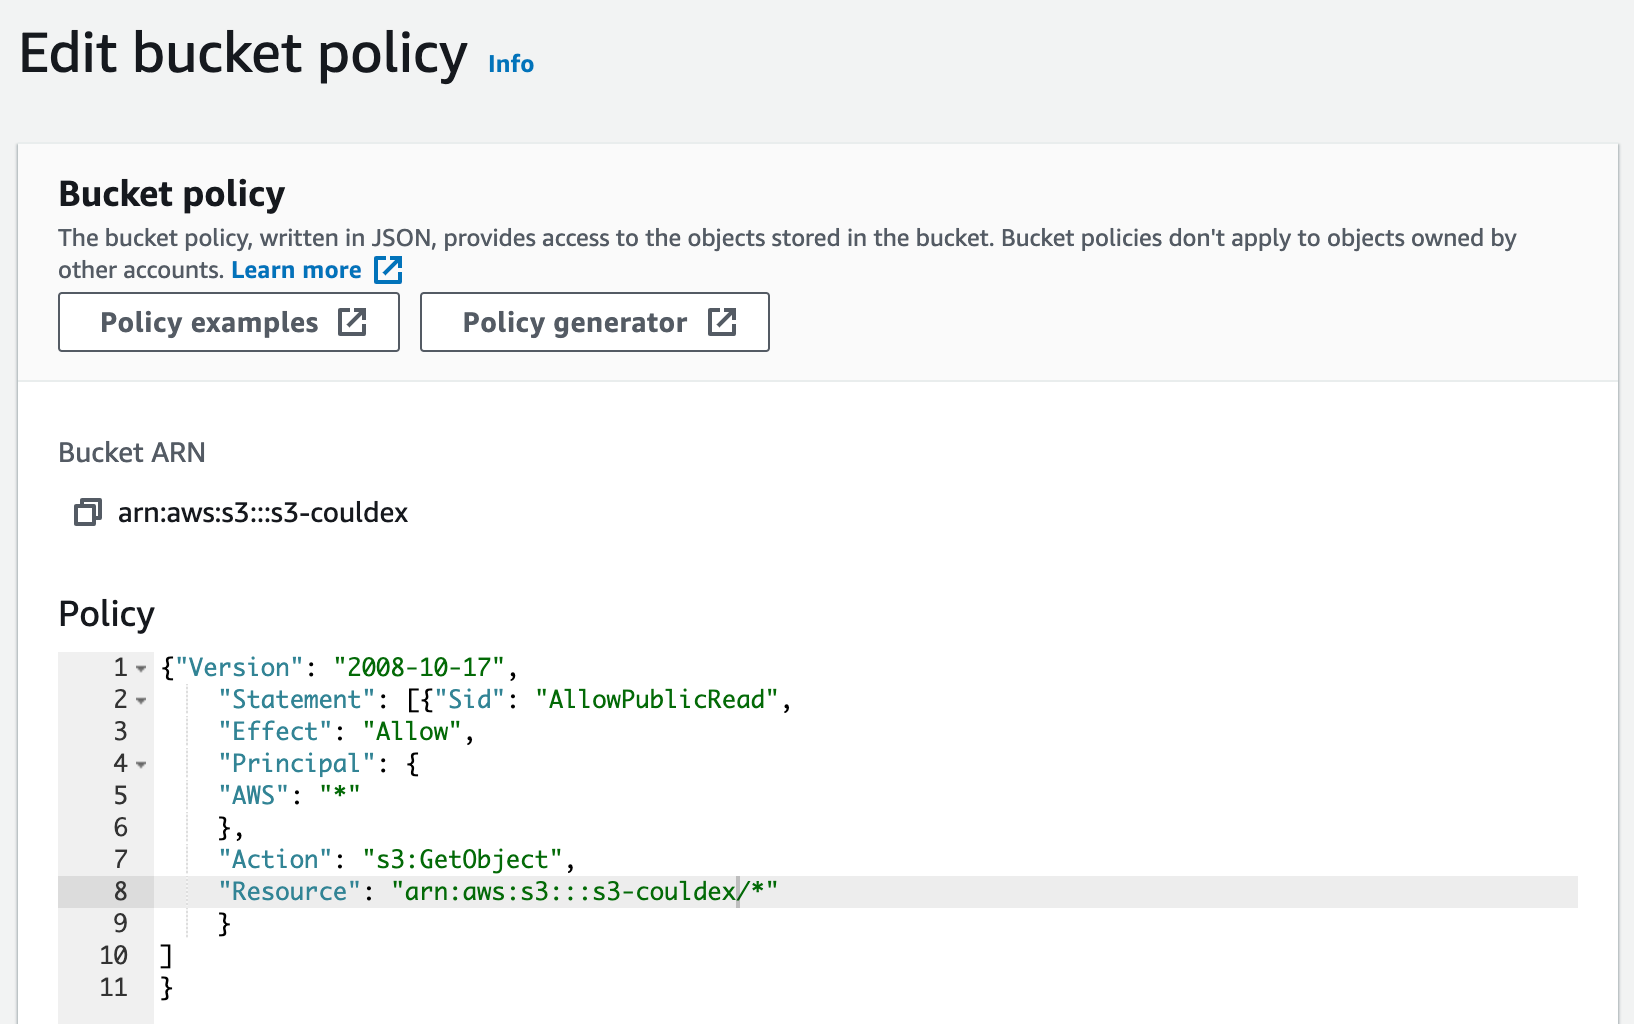 Edit bucket policy Info
Bucket policy
The bucket policy, written in JSON, provides access to the objects stored in the bucket. Bucket policies don't apply to objects owned by
other accounts. Learn more
Policy examples Policy generator
Bucket ARN
arn:aws:s3:::s3-couldex
Policy
1 {"Version": "2008-10-17",
2 "Statement": [{"Sid": "AllowPublicRead",
3 "Effect": "Allow",
4 "Principal": {
5 "AWS": "*"
6 },
7 "Action": "s3:GetObject",
8 "Resource": "arn:aws:s3:::s3-couldex/*"
9 }
10 ]
11 }